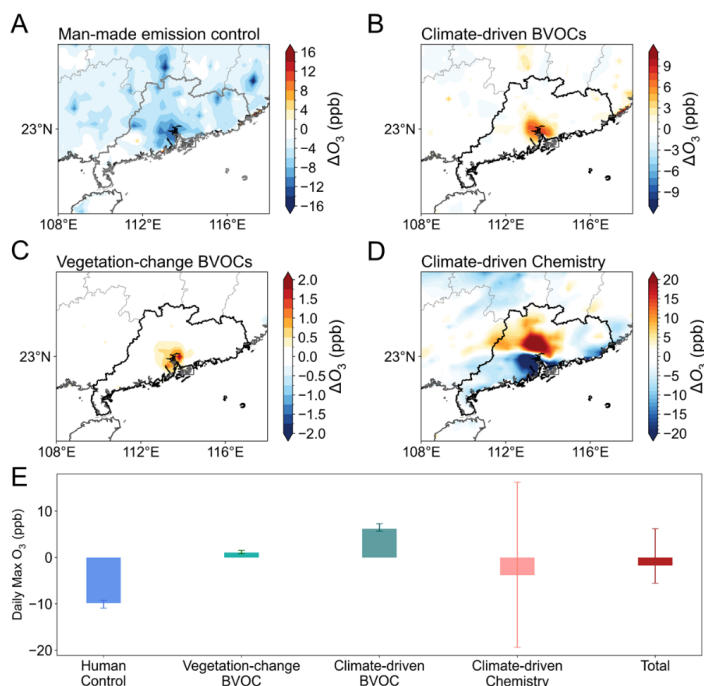 A
Man-made emission control
23°N
108°E
112°E
116°E
16
12
8
4
0
−4
−8
−12
−16
ΔO₃ (ppb)
B
Climate-driven BVOCs
23°N
108°E
112°E
116°E
9
6
3
0
−3
−6
−9
ΔO₃ (ppb)
C
Vegetation-change BVOCs
23°N
108°E
112°E
116°E
2.0
1.5
1.0
0.5
0.0
−0.5
−1.0
−1.5
−2.0
ΔO₃ (ppb)
D
Climate-driven Chemistry
23°N
108°E
112°E
116°E
20
15
10
5
0
−5
−10
−15
−20
ΔO₃ (ppb)
E
Daily Max O₃ (ppb)
10
0
−10
−20
Human
Control
Vegetation-change
BVOC
Climate-driven
BVOC
Climate-driven
Chemistry
Total